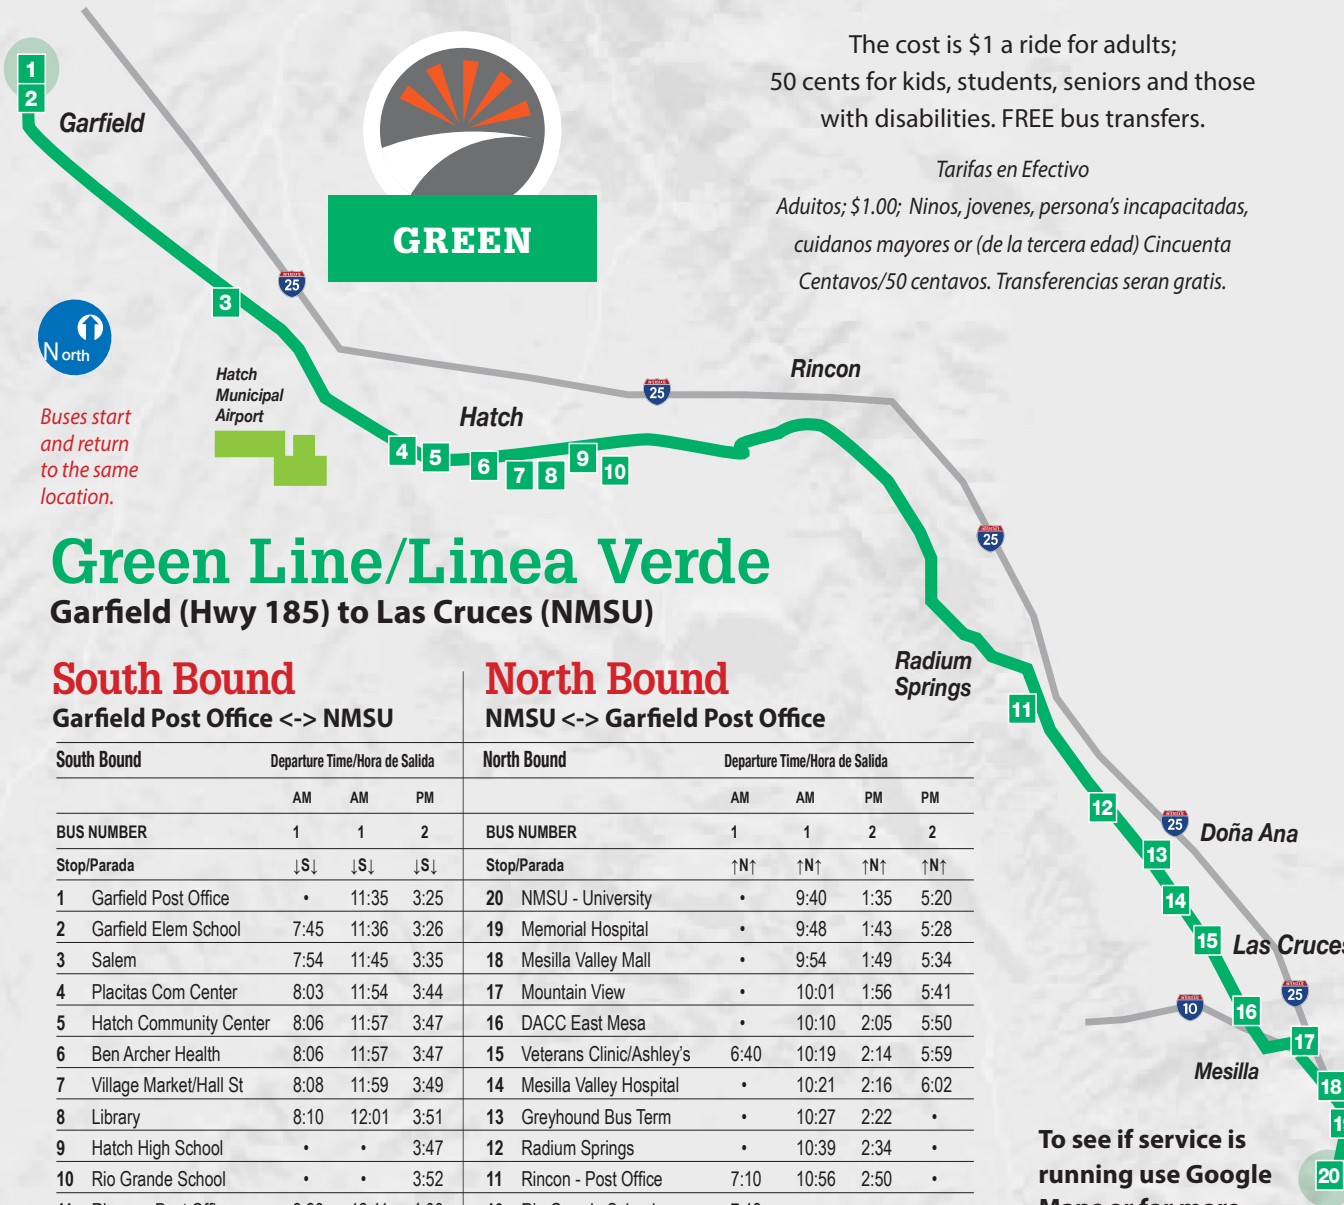 The cost is $1 a ride for adults;
50 cents for kids, students, seniors and those
with disabilities. FREE bus transfers.
Tarifas en Efectivo
Aduitos; $1.00; Ninos, jovenes, persona's incapacitadas,
cuidanos mayores or (de la tercera edad) Cincuenta
Centavos/50 centavos. Transferencias seran gratis.
1
2
Garfield
GREEN
25
3
North
Rincon
Hatch
Municipal
Airport
25
Hatch
Buses start
and return
to the same
location.
4
5
6
7
8
9
10
25
Green Line/Linea Verde
Garfield (Hwy 185) to Las Cruces (NMSU)
Radium
Springs
11
12
25
Doña Ana
13
14
15
Las Cruces
25
10
16
17
Mesilla
18
20
To see if service is
running use Google
South Bound
Garfield Post Office <-> NMSU
South Bound Departure Time/Hora de Salida
AM AM PM
BUS NUMBER 1 1 2
Stop/Parada ↓S↓ ↓S↓ ↓S↓
1 Garfield Post Office • 11:35 3:25
2 Garfield Elem School 7:45 11:36 3:26
3 Salem 7:54 11:45 3:35
4 Placitas Com Center 8:03 11:54 3:44
5 Hatch Community Center 8:06 11:57 3:47
6 Ben Archer Health 8:06 11:57 3:47
7 Village Market/Hall St 8:08 11:59 3:49
8 Library 8:10 12:01 3:51
9 Hatch High School • • 3:47
10 Rio Grande School • • 3:52
North Bound
NMSU <-> Garfield Post Office
North Bound Departure Time/Hora de Salida
AM AM PM PM
BUS NUMBER 1 1 2 2
Stop/Parada ↑N↑ ↑N↑ ↑N↑ ↑N↑
20 NMSU - University • 9:40 1:35 5:20
19 Memorial Hospital • 9:48 1:43 5:28
18 Mesilla Valley Mall • 9:54 1:49 5:34
17 Mountain View • 10:01 1:56 5:41
16 DACC East Mesa • 10:10 2:05 5:50
15 Veterans Clinic/Ashley's 6:40 10:19 2:14 5:59
14 Mesilla Valley Hospital • 10:21 2:16 6:02
13 Greyhound Bus Term • 10:27 2:22 •
12 Radium Springs • 10:39 2:34 •
11 Rincon - Post Office 7:10 10:56 2:50 •